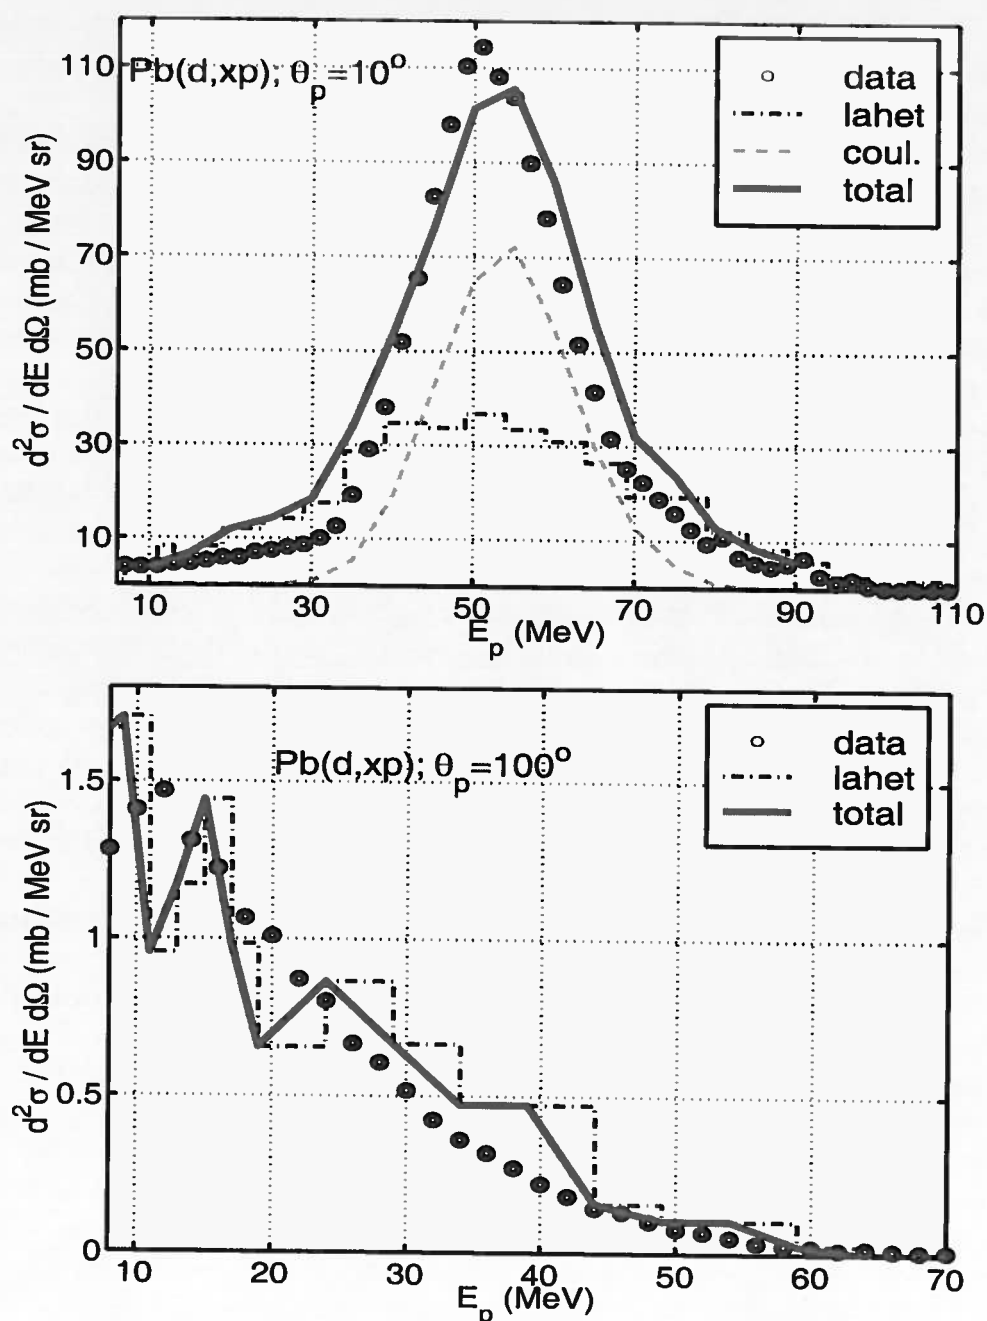 Pb(d,xp); θp=10°
data
lahet
coul.
total
110
90
70
50
30
10
d²σ / dE dΩ (mb / MeV sr)
10 30 50 70 90 110
Ep (MeV)
Pb(d,xp); θp=100°
data
lahet
total
1.5
1
0.5
0
d²σ / dE dΩ (mb / MeV sr)
10 20 30 40 50 60 70
Ep (MeV)